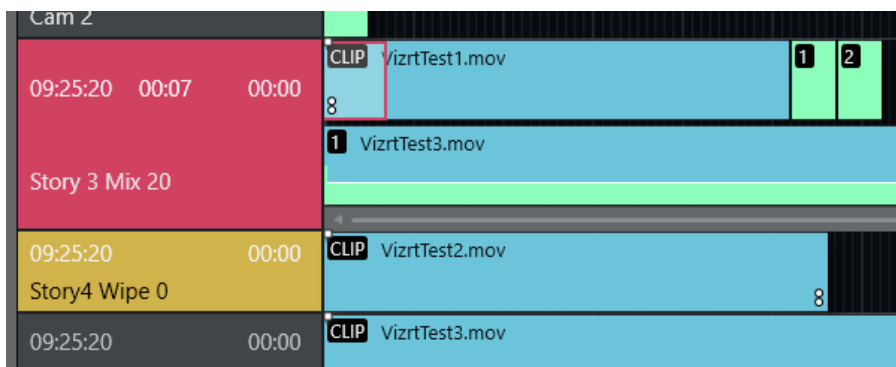 Cam 2
CLIP VizrtTest1.mov 1 2
09:25:20 00:07 00:00
8
1 VizrtTest3.mov
Story 3 Mix 20
09:25:20 00:00 CLIP VizrtTest2.mov
Story4 Wipe 0 8
09:25:20 00:00 CLIP VizrtTest3.mov